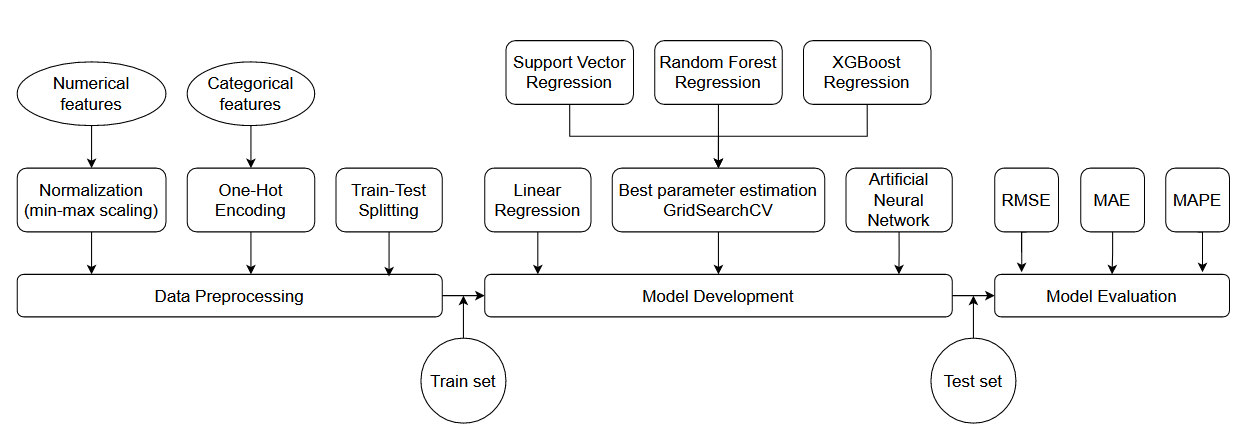 Support Vector
Regression
Random Forest
Regression
XGBoost
Regression
Numerical
features
Categorical
features
Normalization
(min-max scaling)
One-Hot
Encoding
Train-Test
Splitting
Linear
Regression
Best parameter estimation
GridSearchCV
Artificial
Neural
Network
RMSE
MAE
MAPE
Data Preprocessing
Model Development
Model Evaluation
Train set
Test set